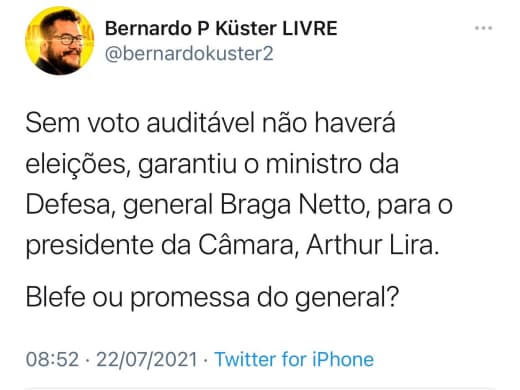 Bernardo P Küster LIVRE
@bernardokuster2
Sem voto auditável não haverá
eleições, garantiu o ministro da
Defesa, general Braga Netto, para o
presidente da Câmara, Arthur Lira.
Blefe ou promessa do general?
08:52 · 22/07/2021 · Twitter for iPhone